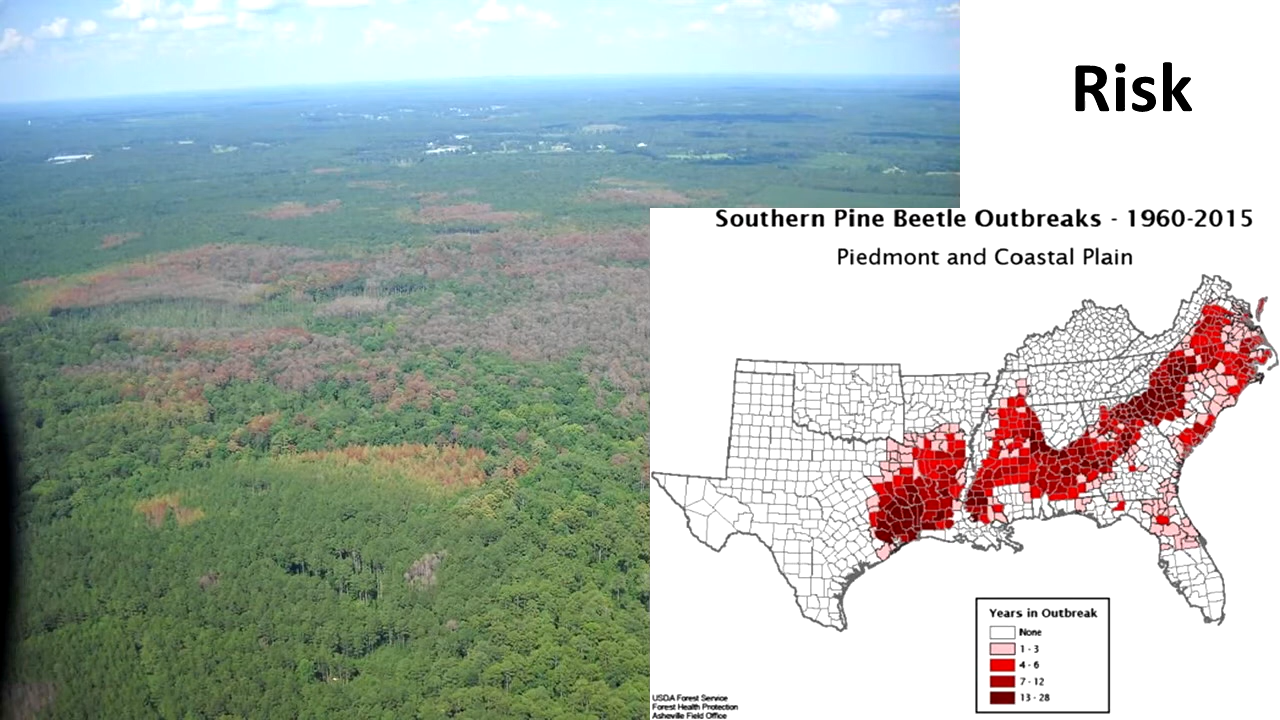 Risk
Southern Pine Beetle Outbreaks - 1960-2015
Piedmont and Coastal Plain
Years in Outbreak
None
1 - 3
4 - 6
7 - 12
13 - 28
USDA Forest Service
Forest Health Protection
Asheville Field Office